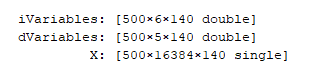 iVariables: [500×6×140 double]
dVariables: [500×5×140 double]
X: [500×16384×140 single]